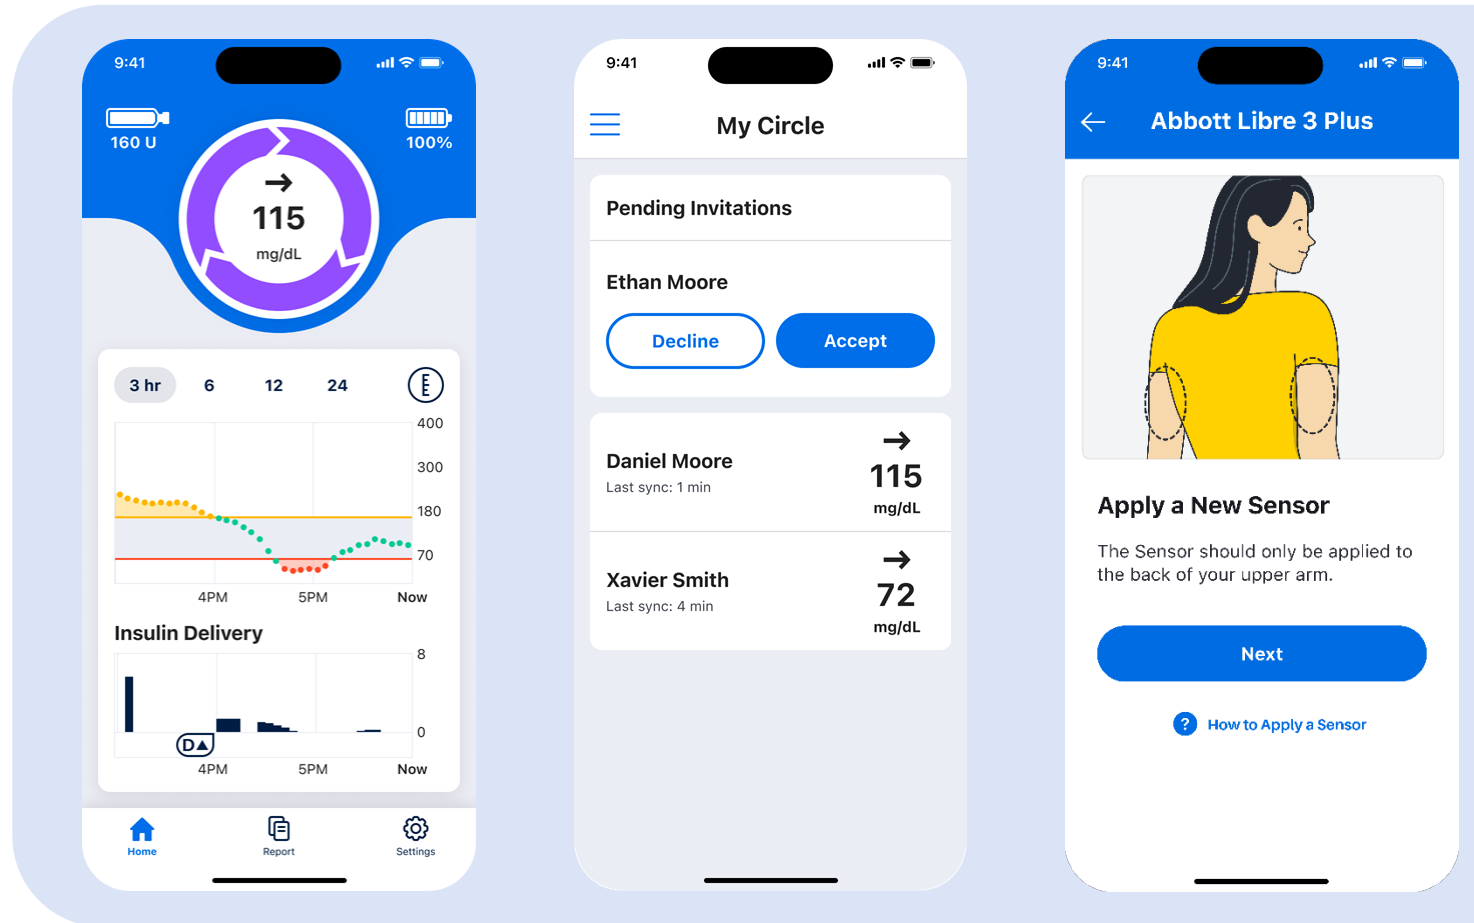 9:41
160 U
100%
115
mg/dL
3 hr 6 12 24
400
300
180
70
4PM 5PM Now
Insulin Delivery
8
0
D
4PM 5PM Now
Home Report Settings
9:41
My Circle
Pending Invitations
Ethan Moore
Decline Accept
Daniel Moore
Last sync: 1 min
115
mg/dL
Xavier Smith
Last sync: 4 min
72
mg/dL
9:41
Abbott Libre 3 Plus
Apply a New Sensor
The Sensor should only be applied to
the back of your upper arm.
Next
? How to Apply a Sensor